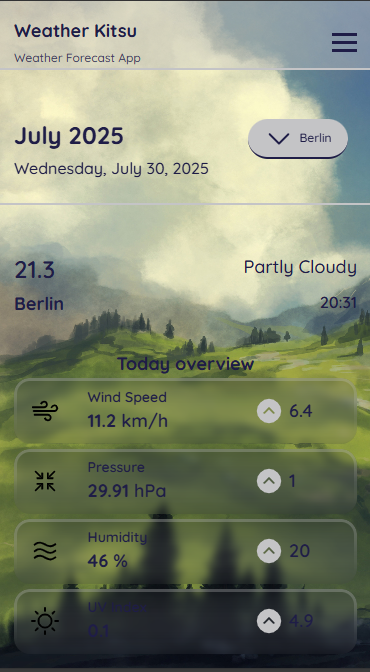 Weather Kitsu
Weather Forecast App
July 2025
Wednesday, July 30, 2025
Berlin
21.3
Partly Cloudy
Berlin
20:31
Today overview
Wind Speed
11.2 km/h
6.4
Pressure
29.91 hPa
1
Humidity
46 %
20
UV
0.1
4.9